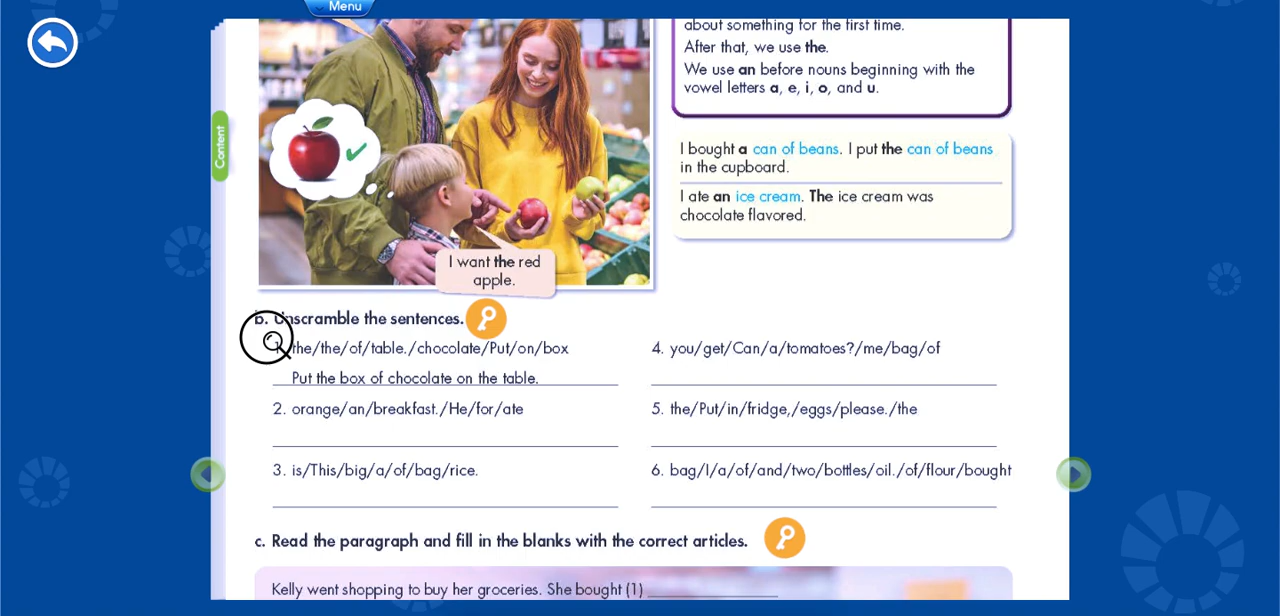 Menu
about something for the first time.
After that, we use the.
We use an before nouns beginning with the
vowel letters a, e, i, o, and u.
Content
I bought a can of beans. I put the can of beans
in the cupboard.
I ate an ice cream. The ice cream was
chocolate flavored.
I want the red
apple.
b. Unscramble the sentences.
1. the/the/of/table./chocolate/Put/on/box
Put the box of chocolate on the table.
2. orange/an/breakfast./He/for/ate
3. is/This/big/a/of/bag/rice.
4. you/get/Can/a/tomatoes?/me/bag/of
5. the/Put/in/fridge,/eggs/please./the
6. bag/I/a/of/and/two/bottles/oil./of/flour/bought
c. Read the paragraph and fill in the blanks with the correct articles.
Kelly went shopping to buy her groceries. She bought (1) ____________